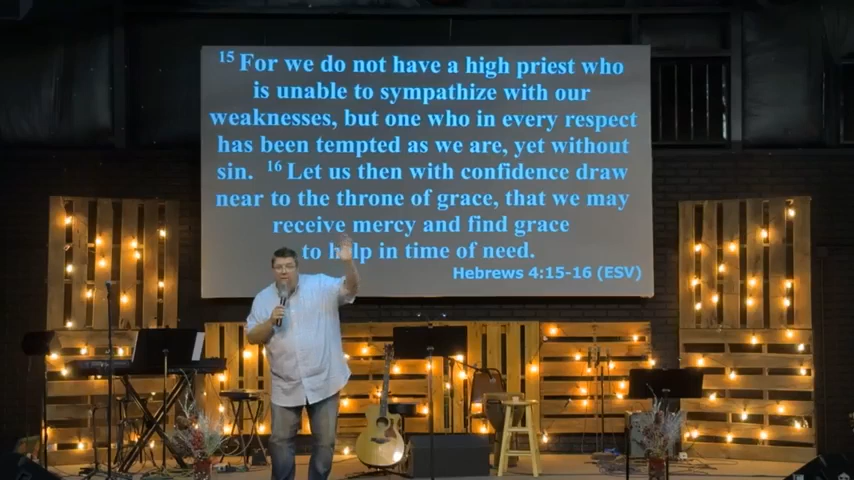 15 For we do not have a high priest who
is unable to sympathize with our
weaknesses, but one who in every respect
has been tempted as we are, yet without
sin. 16 Let us then with confidence draw
near to the throne of grace, that we may
receive mercy and find grace
to help in time of need.
Hebrews 4:15-16 (ESV)